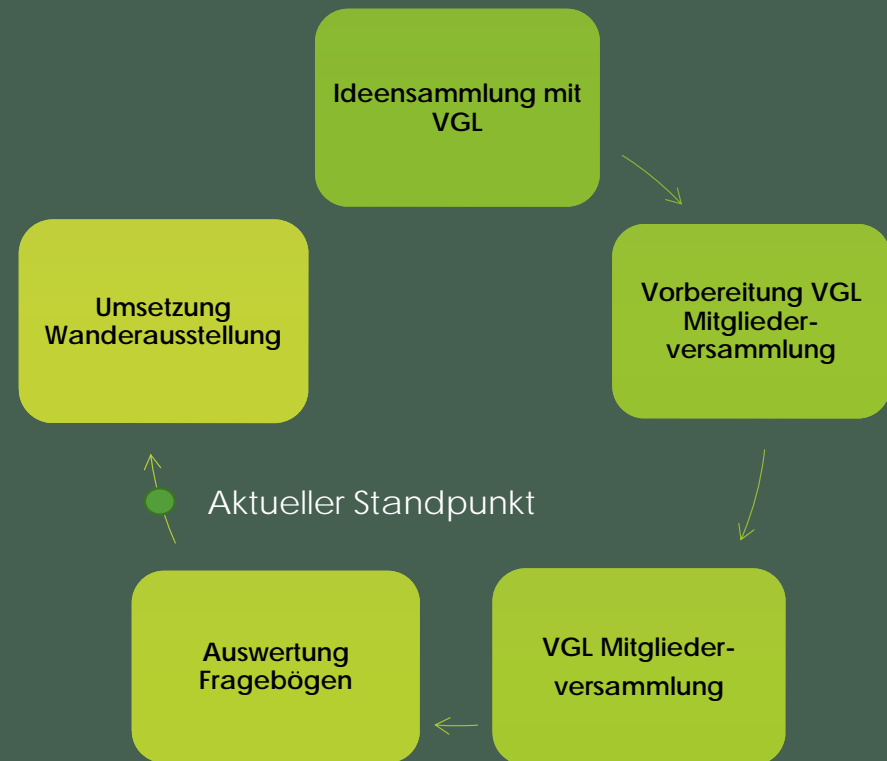 Ideensammlung mit
VGL
Vorbereitung VGL
Mitglieder-
versammlung
VGL Mitglieder-
versammlung
Auswertung
Fragebögen
Aktueller Standpunkt
Umsetzung
Wanderausstellung